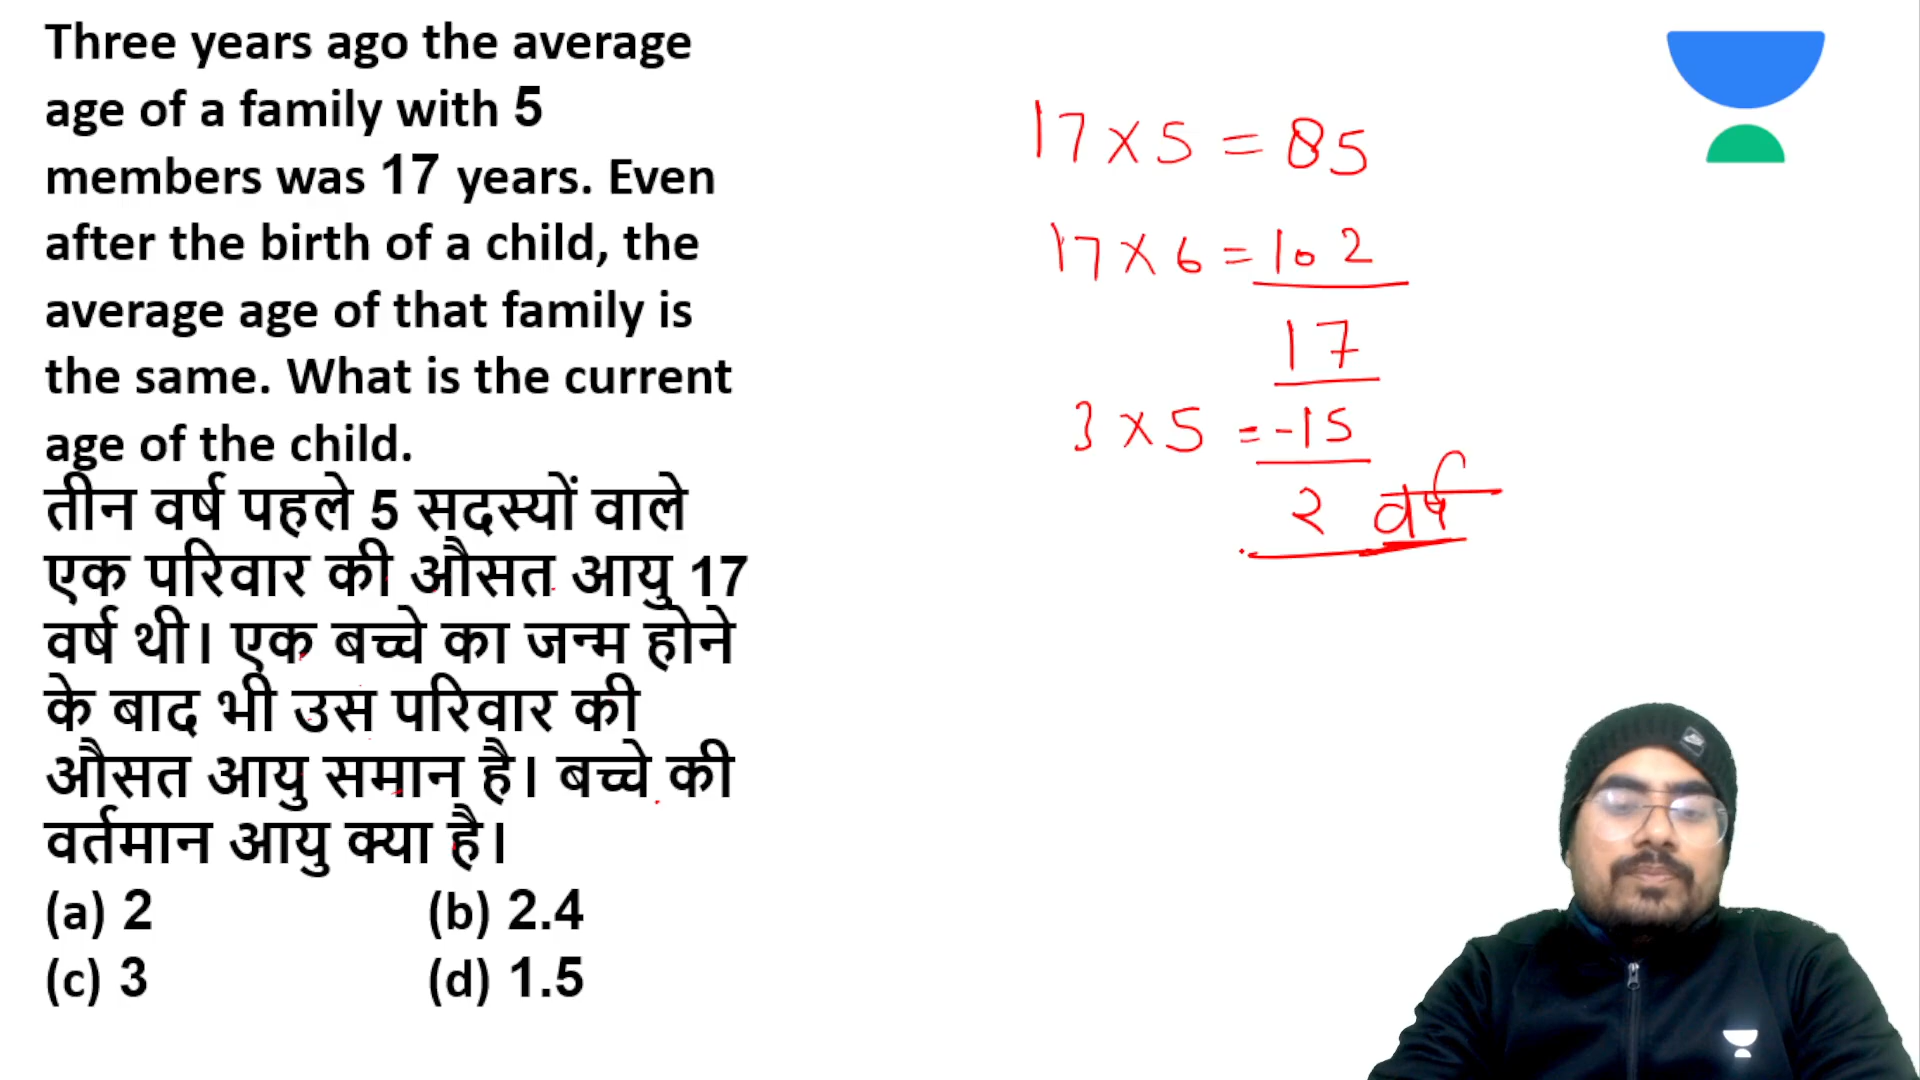 Three years ago the average
age of a family with 5
members was 17 years. Even
after the birth of a child, the
average age of that family is
the same. What is the current
age of the child.
तीन वर्ष पहले 5 सदस्यों वाले
एक परिवार की औसत आयु 17
वर्ष थी। एक बच्चे का जन्म होने
के बाद भी उस परिवार की
औसत आयु समान है। बच्चे की
वर्तमान आयु क्या है।
(a) 2 (b) 2.4
(c) 3 (d) 1.5
17 × 5 = 85
17 × 6 = 102
17
3 × 5 = -15
2 वर्ष